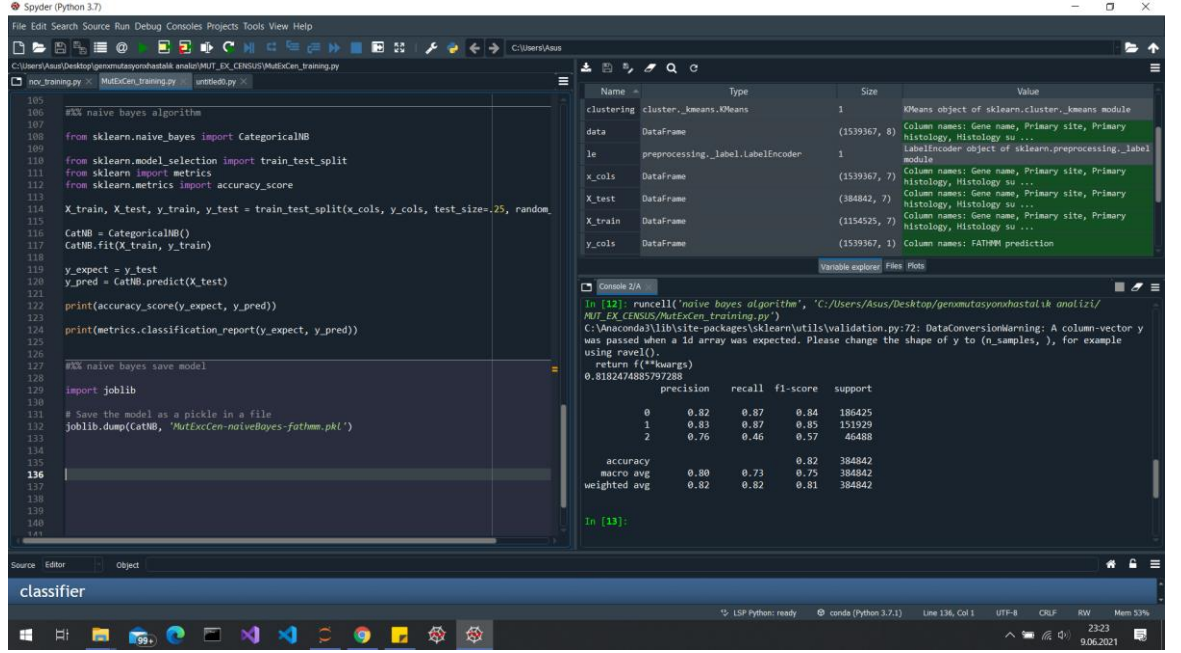 Spyder (Python 3.7)
File Edit Search Source Run Debug Consoles Projects Tools View Help
C:\Users\Asus
C:\Users\Asus\Desktop\genxmutasyonxhastalık analizi\MUT_EX_CENSUS\MutExCen_training.py
ncv_training.py MutExCen_training.py untitled0.py
105
106 #%% naive bayes algorithm
107
108 from sklearn.naive_bayes import CategoricalNB
109
110 from sklearn.model_selection import train_test_split
111 from sklearn import metrics
112 from sklearn.metrics import accuracy_score
113
114 X_train, X_test, y_train, y_test = train_test_split(x_cols, y_cols, test_size=.25, random_
115
116 CatNB = CategoricalNB()
117 CatNB.fit(X_train, y_train)
118
119 y_expect = y_test
120 y_pred = CatNB.predict(X_test)
121
122 print(accuracy_score(y_expect, y_pred))
123
124 print(metrics.classification_report(y_expect, y_pred))
125
126
127 #%% naive bayes save model
128
129 import joblib
130
131 # Save the model as a pickle in a file
132 joblib.dump(CatNB, 'MutExcCen-naiveBayes-fathmm.pkl')
133
134
135
136
137
138
139
140
141
Name Type Size Value
clustering cluster._kmeans.KMeans 1 KMeans object of sklearn.cluster._kmeans module
data DataFrame (1539367, 8) Column names: Gene name, Primary site, Primary
histology, Histology su ...
le preprocessing._label.LabelEncoder 1 LabelEncoder object of sklearn.preprocessing._label
module
x_cols DataFrame (1539367, 7) Column names: Gene name, Primary site, Primary
histology, Histology su ...
X_test DataFrame (384842, 7) Column names: Gene name, Primary site, Primary
histology, Histology su ...
X_train DataFrame (1154525, 7) Column names: Gene name, Primary site, Primary
histology, Histology su ...
y_cols DataFrame (1539367, 1) Column names: FATHMM prediction
Variable explorer Files Plots
Console 2/A
In [12]: runcell('naive bayes algorithm', 'C:/Users/Asus/Desktop/genxmutasyonxhastalık analizi/
MUT_EX_CENSUS/MutExCen_training.py')
C:\Anaconda3\lib\site-packages\sklearn\utils\validation.py:72: DataConversionWarning: A column-vector y
was passed when a 1d array was expected. Please change the shape of y to (n_samples, ), for example
using ravel().
return f(**kwargs)
0.8182474885797288
precision recall f1-score support
0 0.82 0.87 0.84 186425
1 0.83 0.87 0.85 151929
2 0.76 0.46 0.57 46488
accuracy 0.82 384842
macro avg 0.80 0.73 0.75 384842
weighted avg 0.82 0.82 0.81 384842
In [13]:
Source Editor Object
classifier
LSP Python: ready conda (Python 3.7.1) Line 136, Col 1 UTF-8 CRLF RW Mem 53%
99+
23:23
9.06.2021